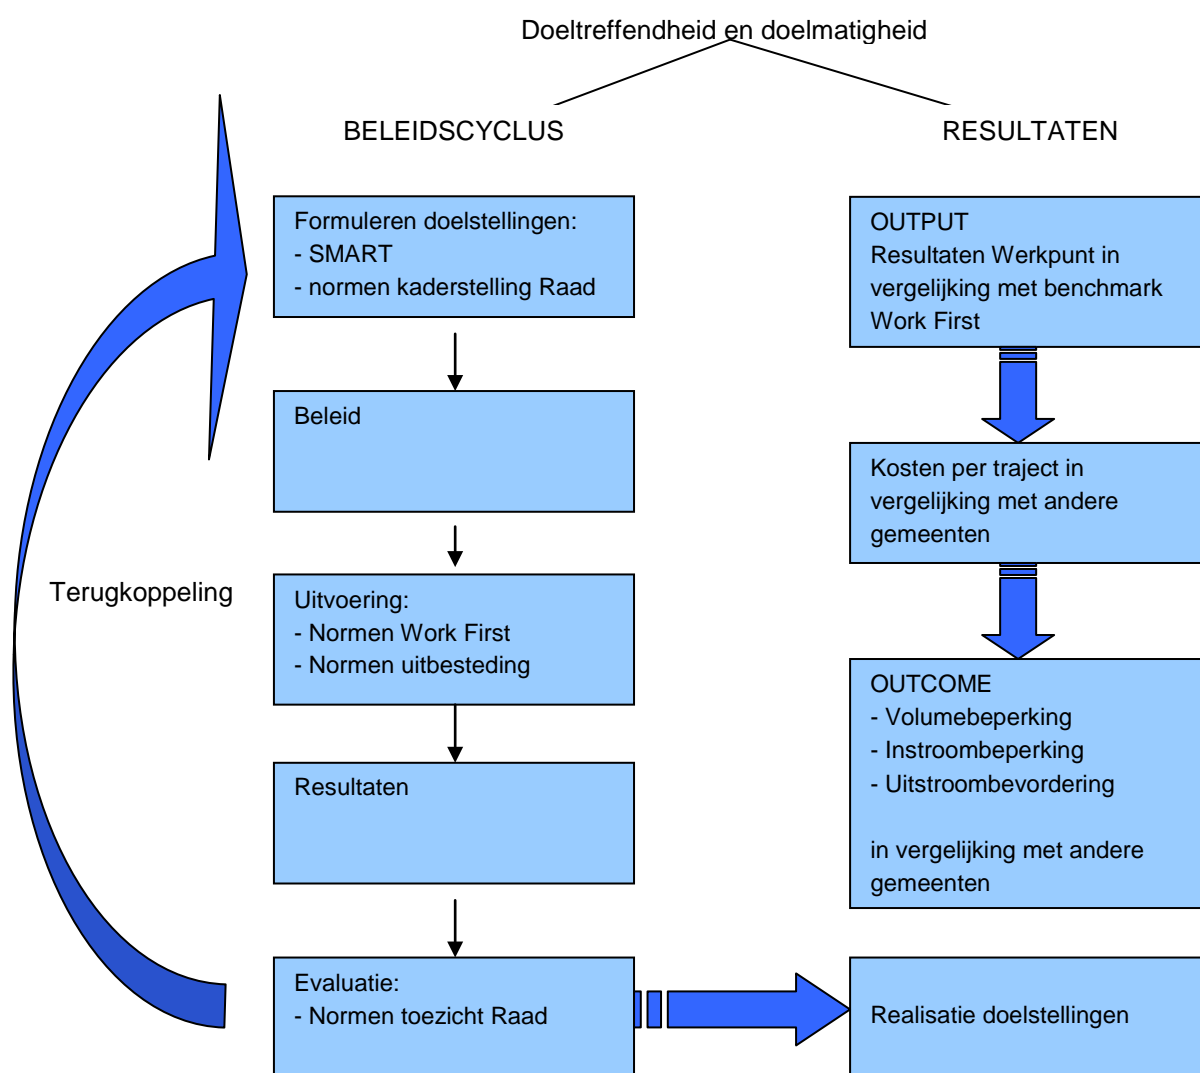 Doeltreffendheid en doelmatigheid
BELEIDSCYCLUS
RESULTATEN
Formuleren doelstellingen:
- SMART
- normen kaderstelling Raad
Beleid
Uitvoering:
- Normen Work First
- Normen uitbesteding
Resultaten
Evaluatie:
- Normen toezicht Raad
Terugkoppeling
OUTPUT
Resultaten Werkpunt in
vergelijking met benchmark
Work First
Kosten per traject in
vergelijking met andere
gemeenten
OUTCOME
- Volumebeperking
- Instroombeperking
- Uitstroombevordering
in vergelijking met andere
gemeenten
Realisatie doelstellingen